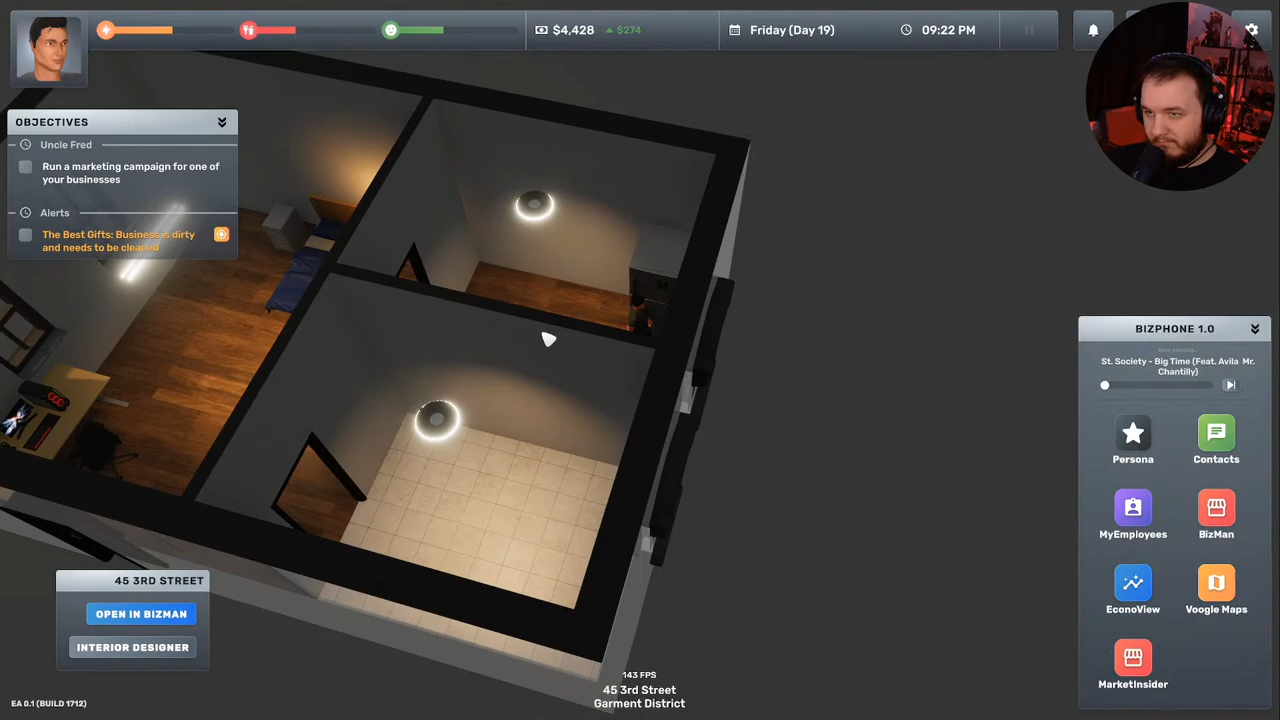 $4,428
$274
Friday (Day 19)
09:22 PM
OBJECTIVES
Uncle Fred
Run a marketing campaign for one of
your businesses
Alerts
The Best Gifts: Business is dirty
and needs to be cleaned
45 3RD STREET
OPEN IN BIZMAN
INTERIOR DESIGNER
EA 0.1 (BUILD 1712)
143 FPS
45 3rd Street
Garment District
BIZPHONE 1.0
Now playing...
St. Society - Big Time (Feat. Avila Mr.
Chantilly)
Persona
Contacts
MyEmployees
BizMan
EconoView
Voogle Maps
MarketInsider